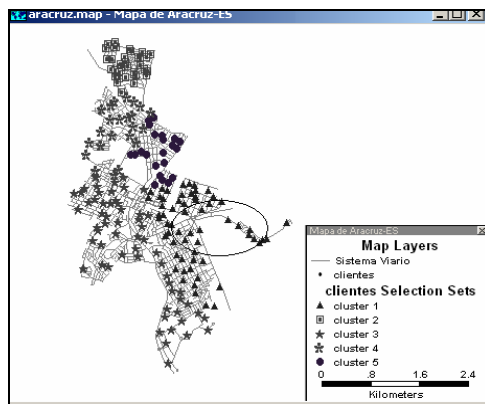 aracruz.map - Mapa de Aracruz-ES
Mapa de Aracruz-ES
Map Layers
Sistema Viario
clientes
clientes Selection Sets
cluster 1
cluster 2
cluster 3
cluster 4
cluster 5
0 .8 1.6 2.4
Kilometers